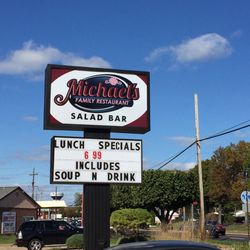 Michael's
FAMILY RESTAURANT
SALAD BAR
LUNCH SPECIALS
6 99
INCLUDES
SOUP N DRINK